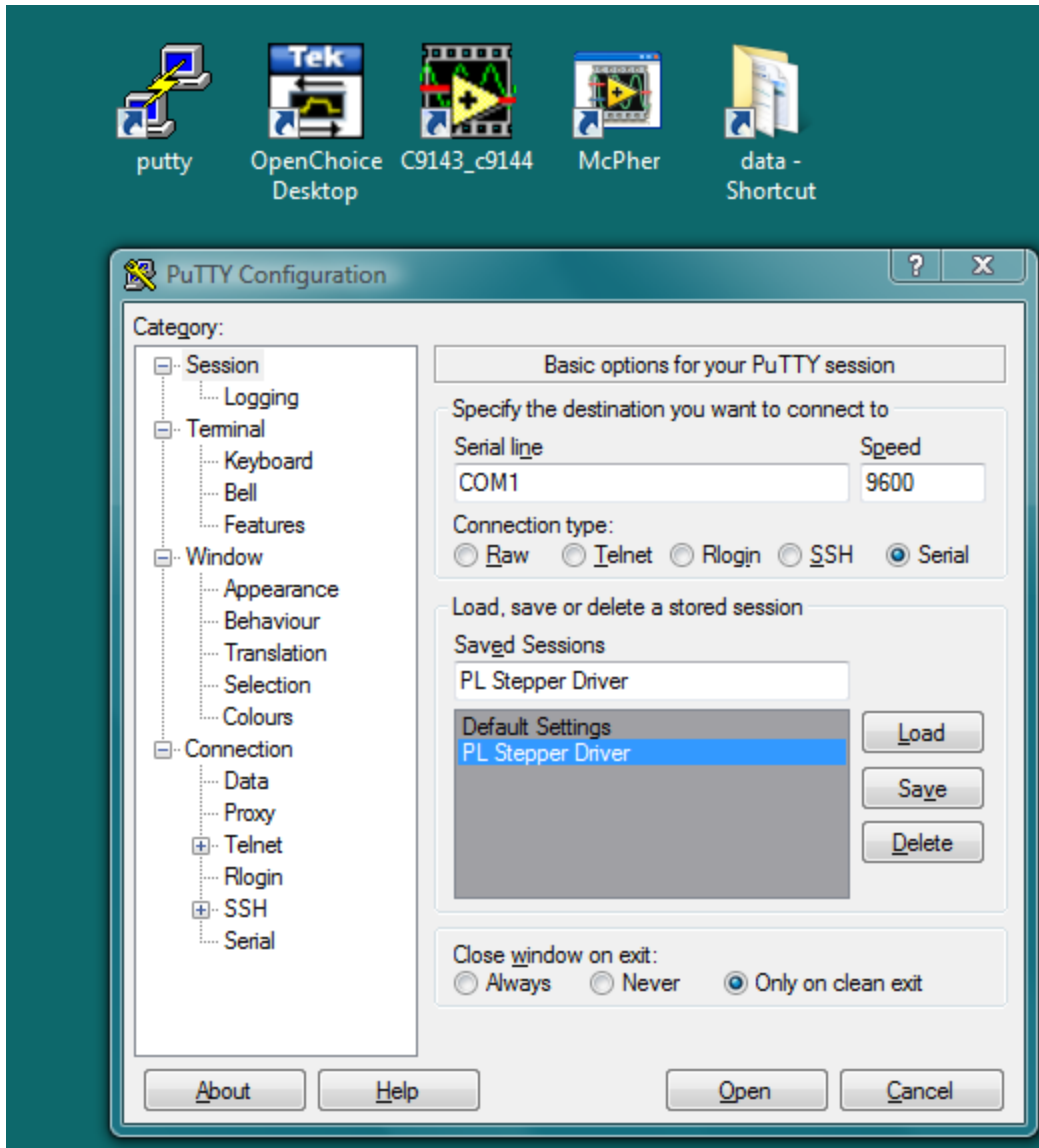 Tek
putty
OpenChoice
Desktop
C9143_c9144
McPher
data -
Shortcut
PuTTY Configuration
?
X
Category:
Session
Logging
Terminal
Keyboard
Bell
Features
Window
Appearance
Behaviour
Translation
Selection
Colours
Connection
Data
Proxy
Telnet
Rlogin
SSH
Serial
Basic options for your PuTTY session
Specify the destination you want to connect to
Serial line Speed
COM1 9600
Connection type:
Raw Telnet Rlogin SSH Serial
Load, save or delete a stored session
Saved Sessions
PL Stepper Driver
Default Settings
PL Stepper Driver
Load
Save
Delete
Close window on exit:
Always Never Only on clean exit
About Help Open Cancel